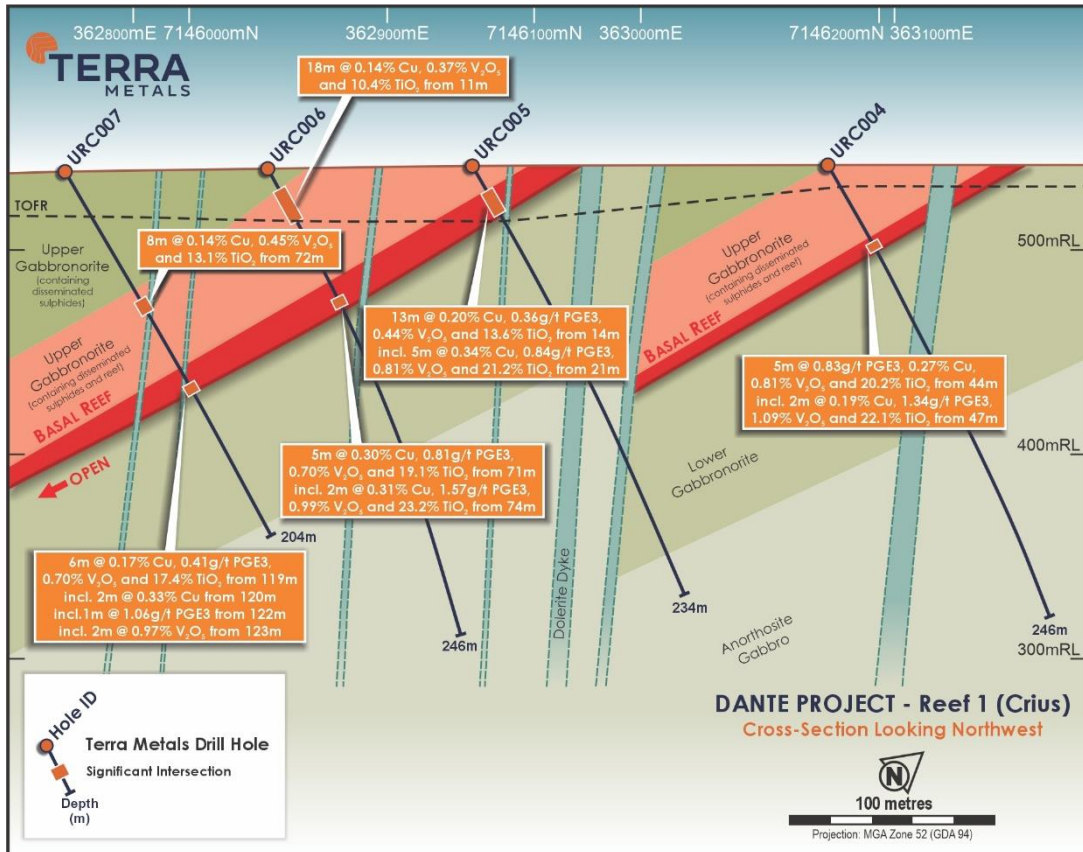 362800mE 7146000mN 362900mE 7146100mN 363000mE 7146200mN 363100mE
TERRA
METALS
18m @ 0.14% Cu, 0.37% V₂O₅
and 10.4% TiO₂ from 11m
URC007
URC006
URC005
URC004
TOFR
Upper
Gabbronorite
(containing
disseminated
sulphides)
8m @ 0.14% Cu, 0.45% V₂O₅
and 13.1% TiO₂ from 72m
Upper
Gabbronorite
(containing disseminated
sulphides and reef)
BASAL REEF
OPEN
13m @ 0.20% Cu, 0.36g/t PGE3,
0.44% V₂O₅ and 13.6% TiO₂ from 14m
incl. 5m @ 0.34% Cu, 0.84g/t PGE3,
0.81% V₂O₅ and 21.2% TiO₂ from 21m
Upper
Gabbronorite
(containing disseminated
sulphides and reef)
BASAL REEF
500mRL
5m @ 0.83g/t PGE3, 0.27% Cu,
0.81% V₂O₅ and 20.2% TiO₂ from 44m
incl. 2m @ 0.19% Cu, 1.34g/t PGE3,
1.09% V₂O₅ and 22.1% TiO₂ from 47m
5m @ 0.30% Cu, 0.81g/t PGE3,
0.70% V₂O₅ and 19.1% TiO₂ from 71m
incl. 2m @ 0.31% Cu, 1.57g/t PGE3,
0.99% V₂O₅ and 23.2% TiO₂ from 74m
Lower
Gabbronorite
400mRL
6m @ 0.17% Cu, 0.41g/t PGE3,
0.70% V₂O₅ and 17.4% TiO₂ from 119m
incl. 2m @ 0.33% Cu from 120m
incl.1m @ 1.06g/t PGE3 from 122m
incl. 2m @ 0.97% V₂O₅ from 123m
204m
246m
234m
246m
Dolerite Dyke
Anorthosite
Gabbro
300mRL
Hole ID
Terra Metals Drill Hole
Significant Intersection
Depth
(m)
DANTE PROJECT - Reef 1 (Crius)
Cross-Section Looking Northwest
N
100 metres
Projection: MGA Zone 52 (GDA 94)